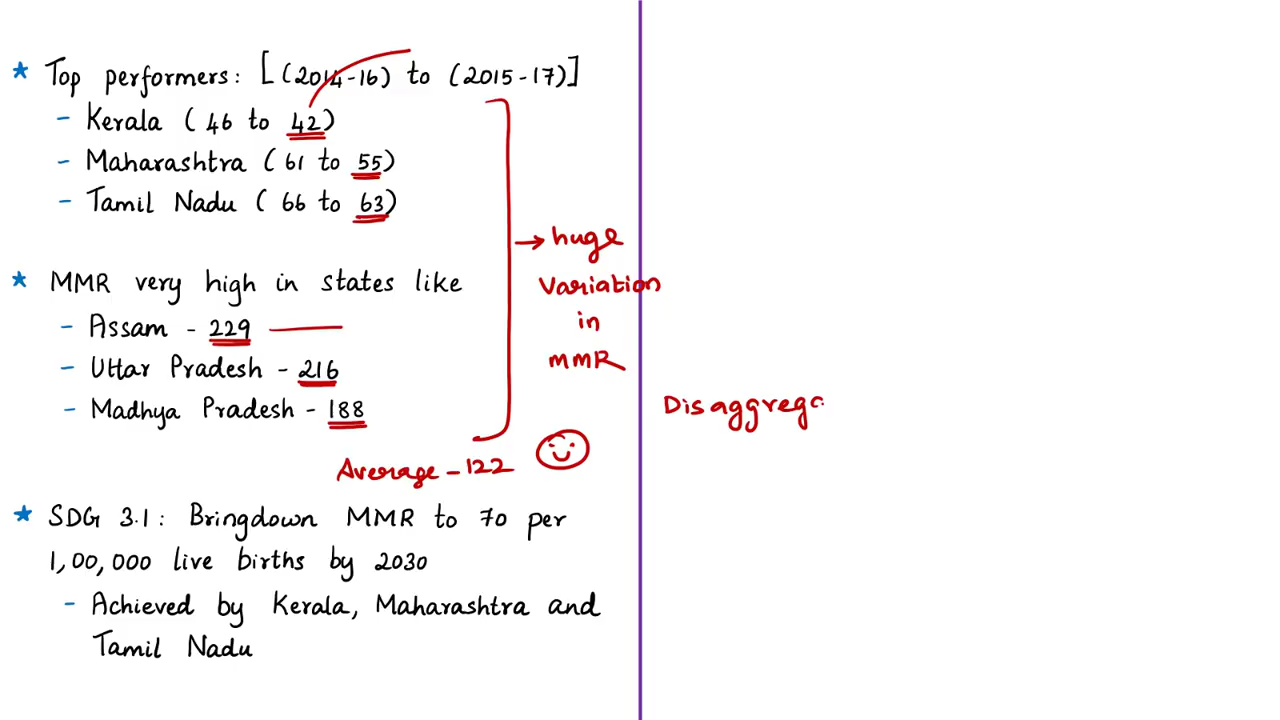 * Top performers: [(2014-16) to (2015-17)]
- Kerala (46 to 42)
- Maharashtra (61 to 55)
- Tamil Nadu (66 to 63)
* MMR very high in states like
- Assam - 229
- Uttar Pradesh - 216
- Madhya Pradesh - 188
→ huge
variation
in
MMR
Average - 122
* SDG 3.1: Bringdown MMR to 70 per
1,00,000 live births by 2030
- Achieved by Kerala, Maharashtra and
Tamil Nadu
Disaggrega